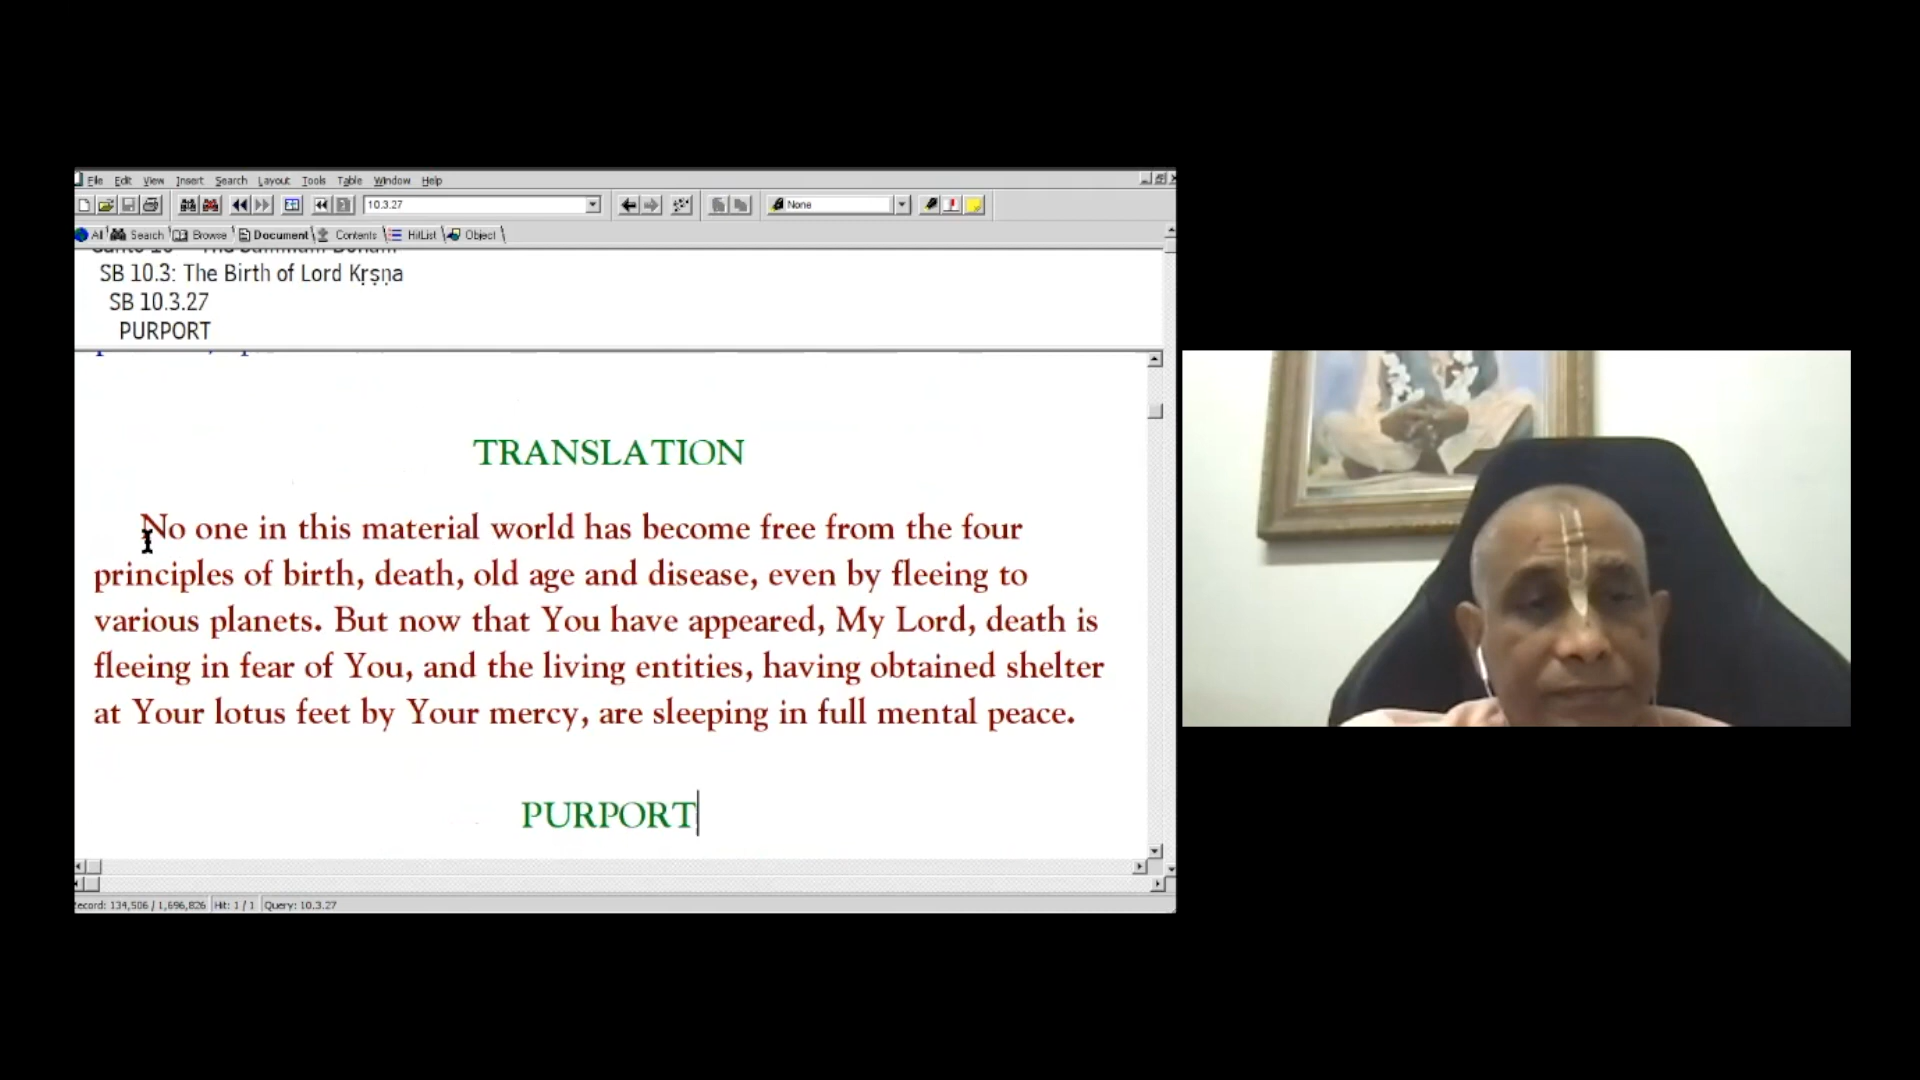 File Edit View Insert Search Layout Tools Table Window Help
10.3.27
None
All Search Browse Document Contents HitList Object
SB 10.3: The Birth of Lord Kṛṣṇa
SB 10.3.27
PURPORT
TRANSLATION
No one in this material world has become free from the four
principles of birth, death, old age and disease, even by fleeing to
various planets. But now that You have appeared, My Lord, death is
fleeing in fear of You, and the living entities, having obtained shelter
at Your lotus feet by Your mercy, are sleeping in full mental peace.
PURPORT
Record: 134,506 / 1,696,826 Hit: 1 / 1 Query: 10.3.27